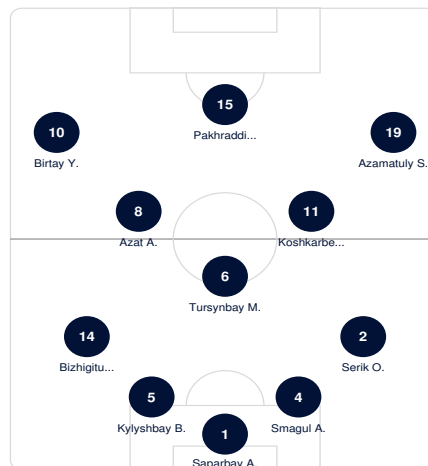 15
Pakhraddi...
10
Birtay Y.
19
Azamatuly S.
8
Azat A.
11
Koshkarbe...
6
Tursynbay M.
14
Bizhigitu...
2
Serik O.
5
Kylyshbay B.
4
Smagul A.
1
Saparbay A.